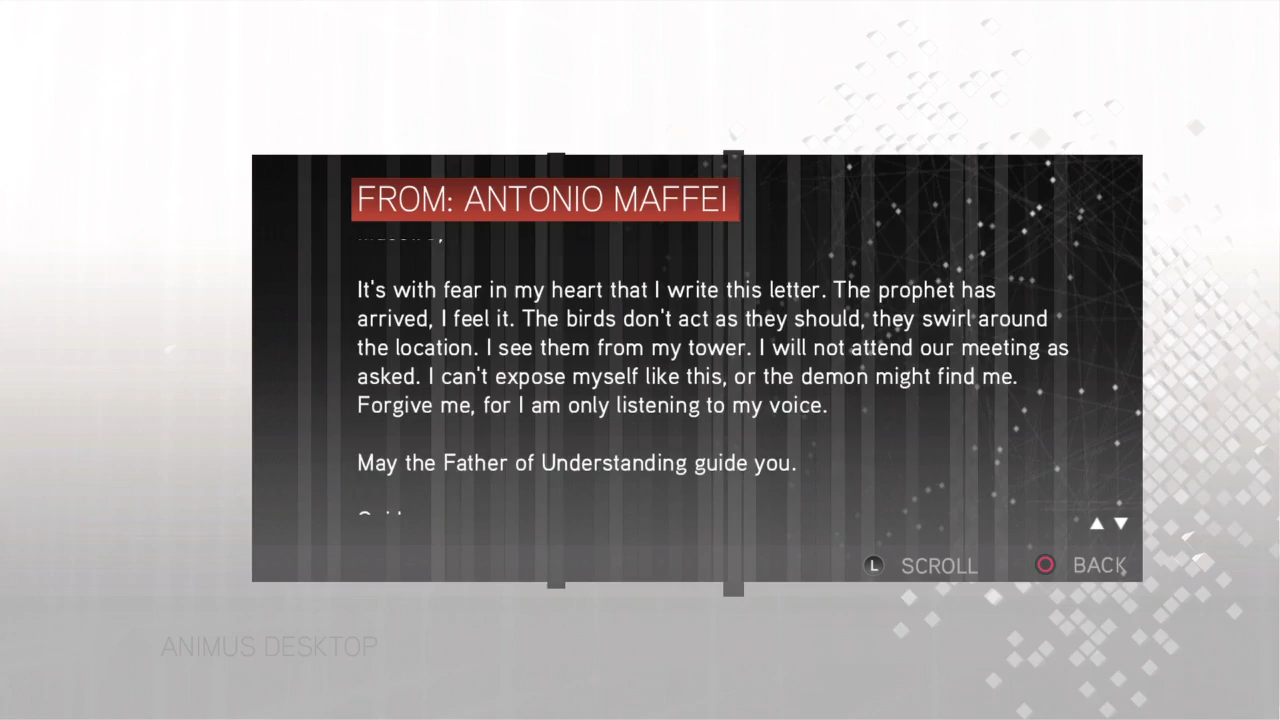 FROM: ANTONIO MAFFEI
It's with fear in my heart that I write this letter. The prophet has
arrived, I feel it. The birds don't act as they should, they swirl around
the location. I see them from my tower. I will not attend our meeting as
asked. I can't expose myself like this, or the demon might find me.
Forgive me, for I am only listening to my voice.
May the Father of Understanding guide you.
L SCROLL BACK
ANIMUS DESKTOP